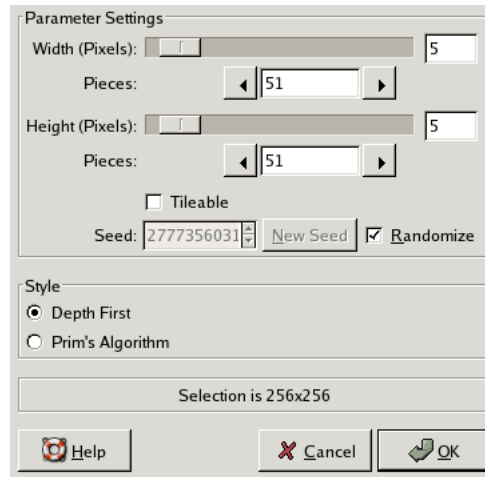 Parameter Settings
Width (Pixels): 5
Pieces: 51
Height (Pixels): 5
Pieces: 51
Tileable
Seed: 2777356031 New Seed Randomize
Style
Depth First
Prim's Algorithm
Selection is 256x256
Help Cancel OK